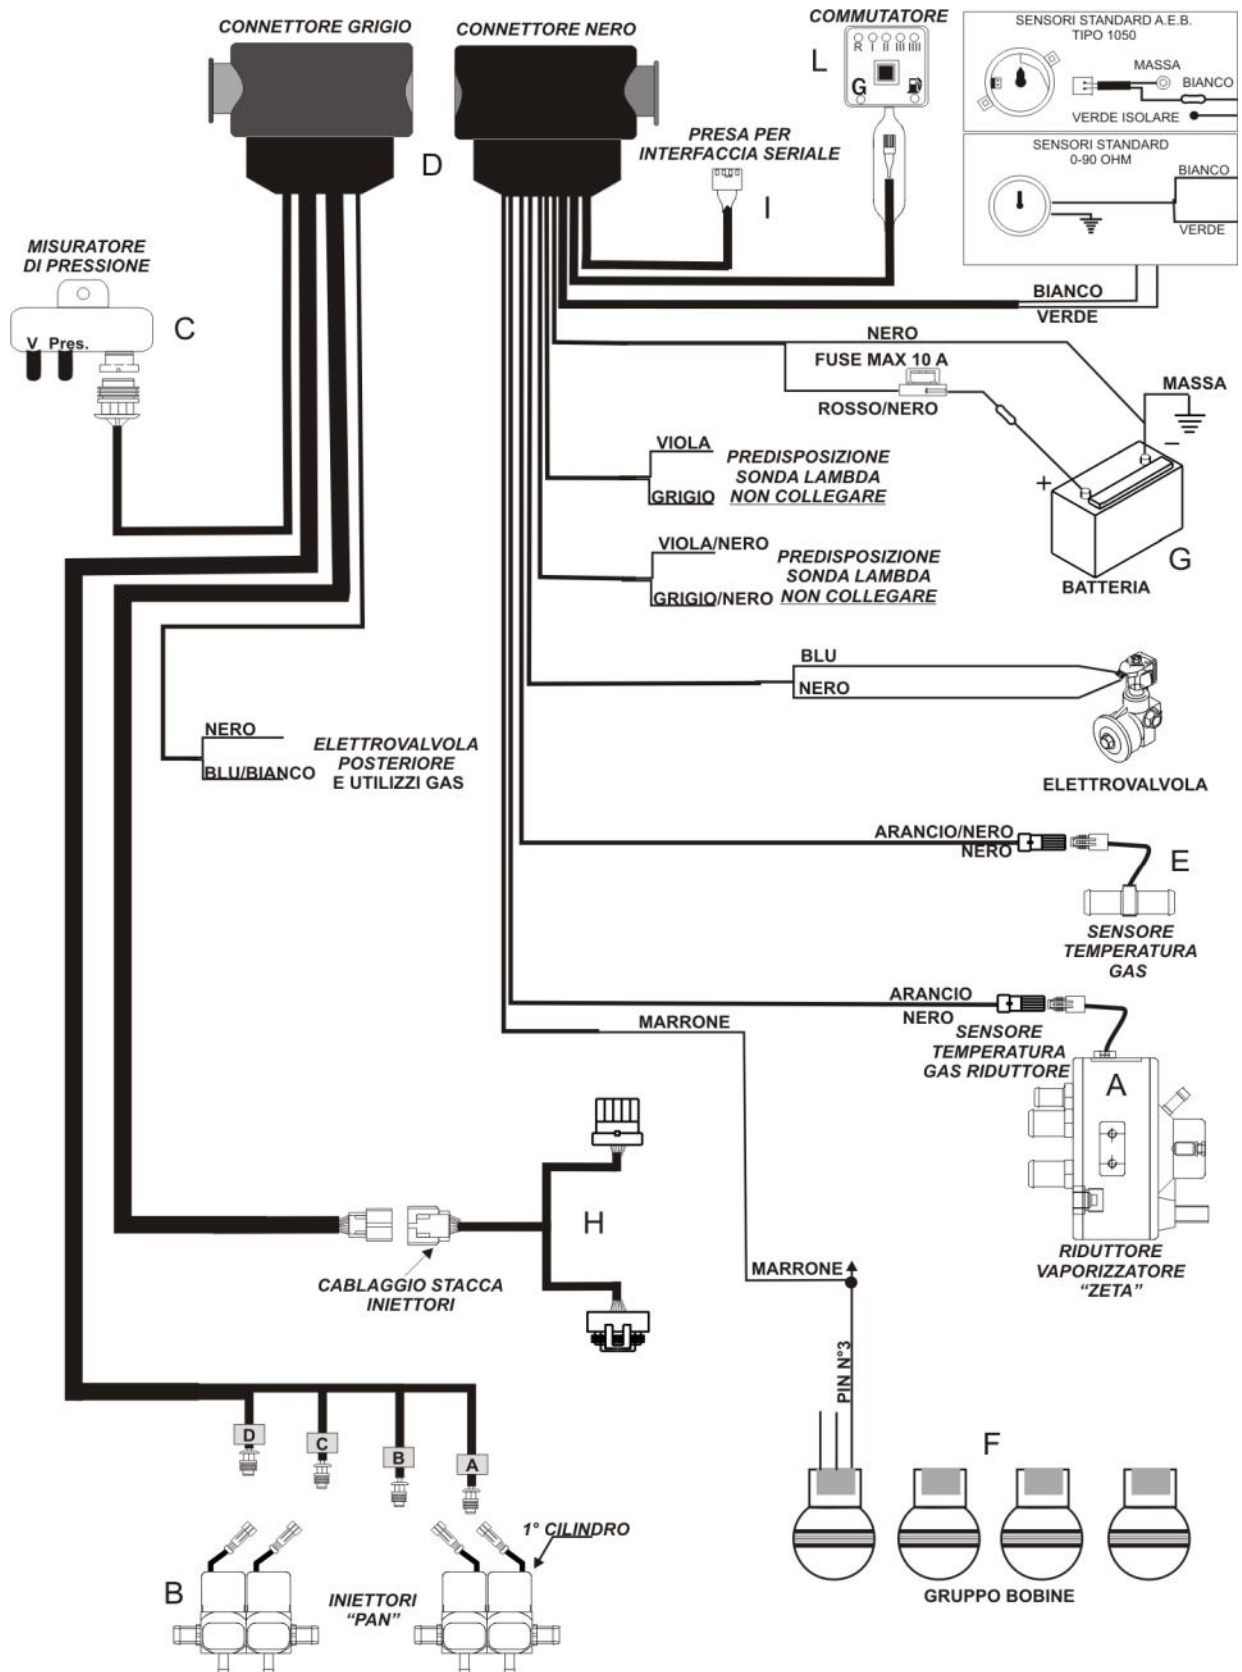 CONNETTORE GRIGIO
CONNETTORE NERO
COMMUTATORE
L
R I II III IIII
G
SENSORI STANDARD A.E.B.
TIPO 1050
MASSA
BIANCO
VERDE ISOLARE
SENSORI STANDARD
0-90 OHM
BIANCO
VERDE
D
PRESA PER
INTERFACCIA SERIALE
I
MISURATORE
DI PRESSIONE
V Pres.
C
BIANCO
VERDE
NERO
FUSE MAX 10 A
ROSSO/NERO
MASSA
+
−
G
BATTERIA
VIOLA
GRIGIO
PREDISPOSIZIONE
SONDA LAMBDA
NON COLLEGARE
VIOLA/NERO
GRIGIO/NERO
PREDISPOSIZIONE
SONDA LAMBDA
NON COLLEGARE
BLU
NERO
ELETTROVALVOLA
NERO
BLU/BIANCO
ELETTROVALVOLA
POSTERIORE
E UTILIZZI GAS
ARANCIO/NERO
NERO
E
SENSORE
TEMPERATURA
GAS
ARANCIO
NERO
SENSORE
TEMPERATURA
GAS RIDUTTORE
A
RIDUTTORE
VAPORIZZATORE
“ZETA”
MARRONE
H
CABLAGGIO STACCA
INIETTORI
MARRONE
PIN N°3
D
C
B
A
F
GRUPPO BOBINE
1° CILINDRO
B
INIETTORI
“PAN”